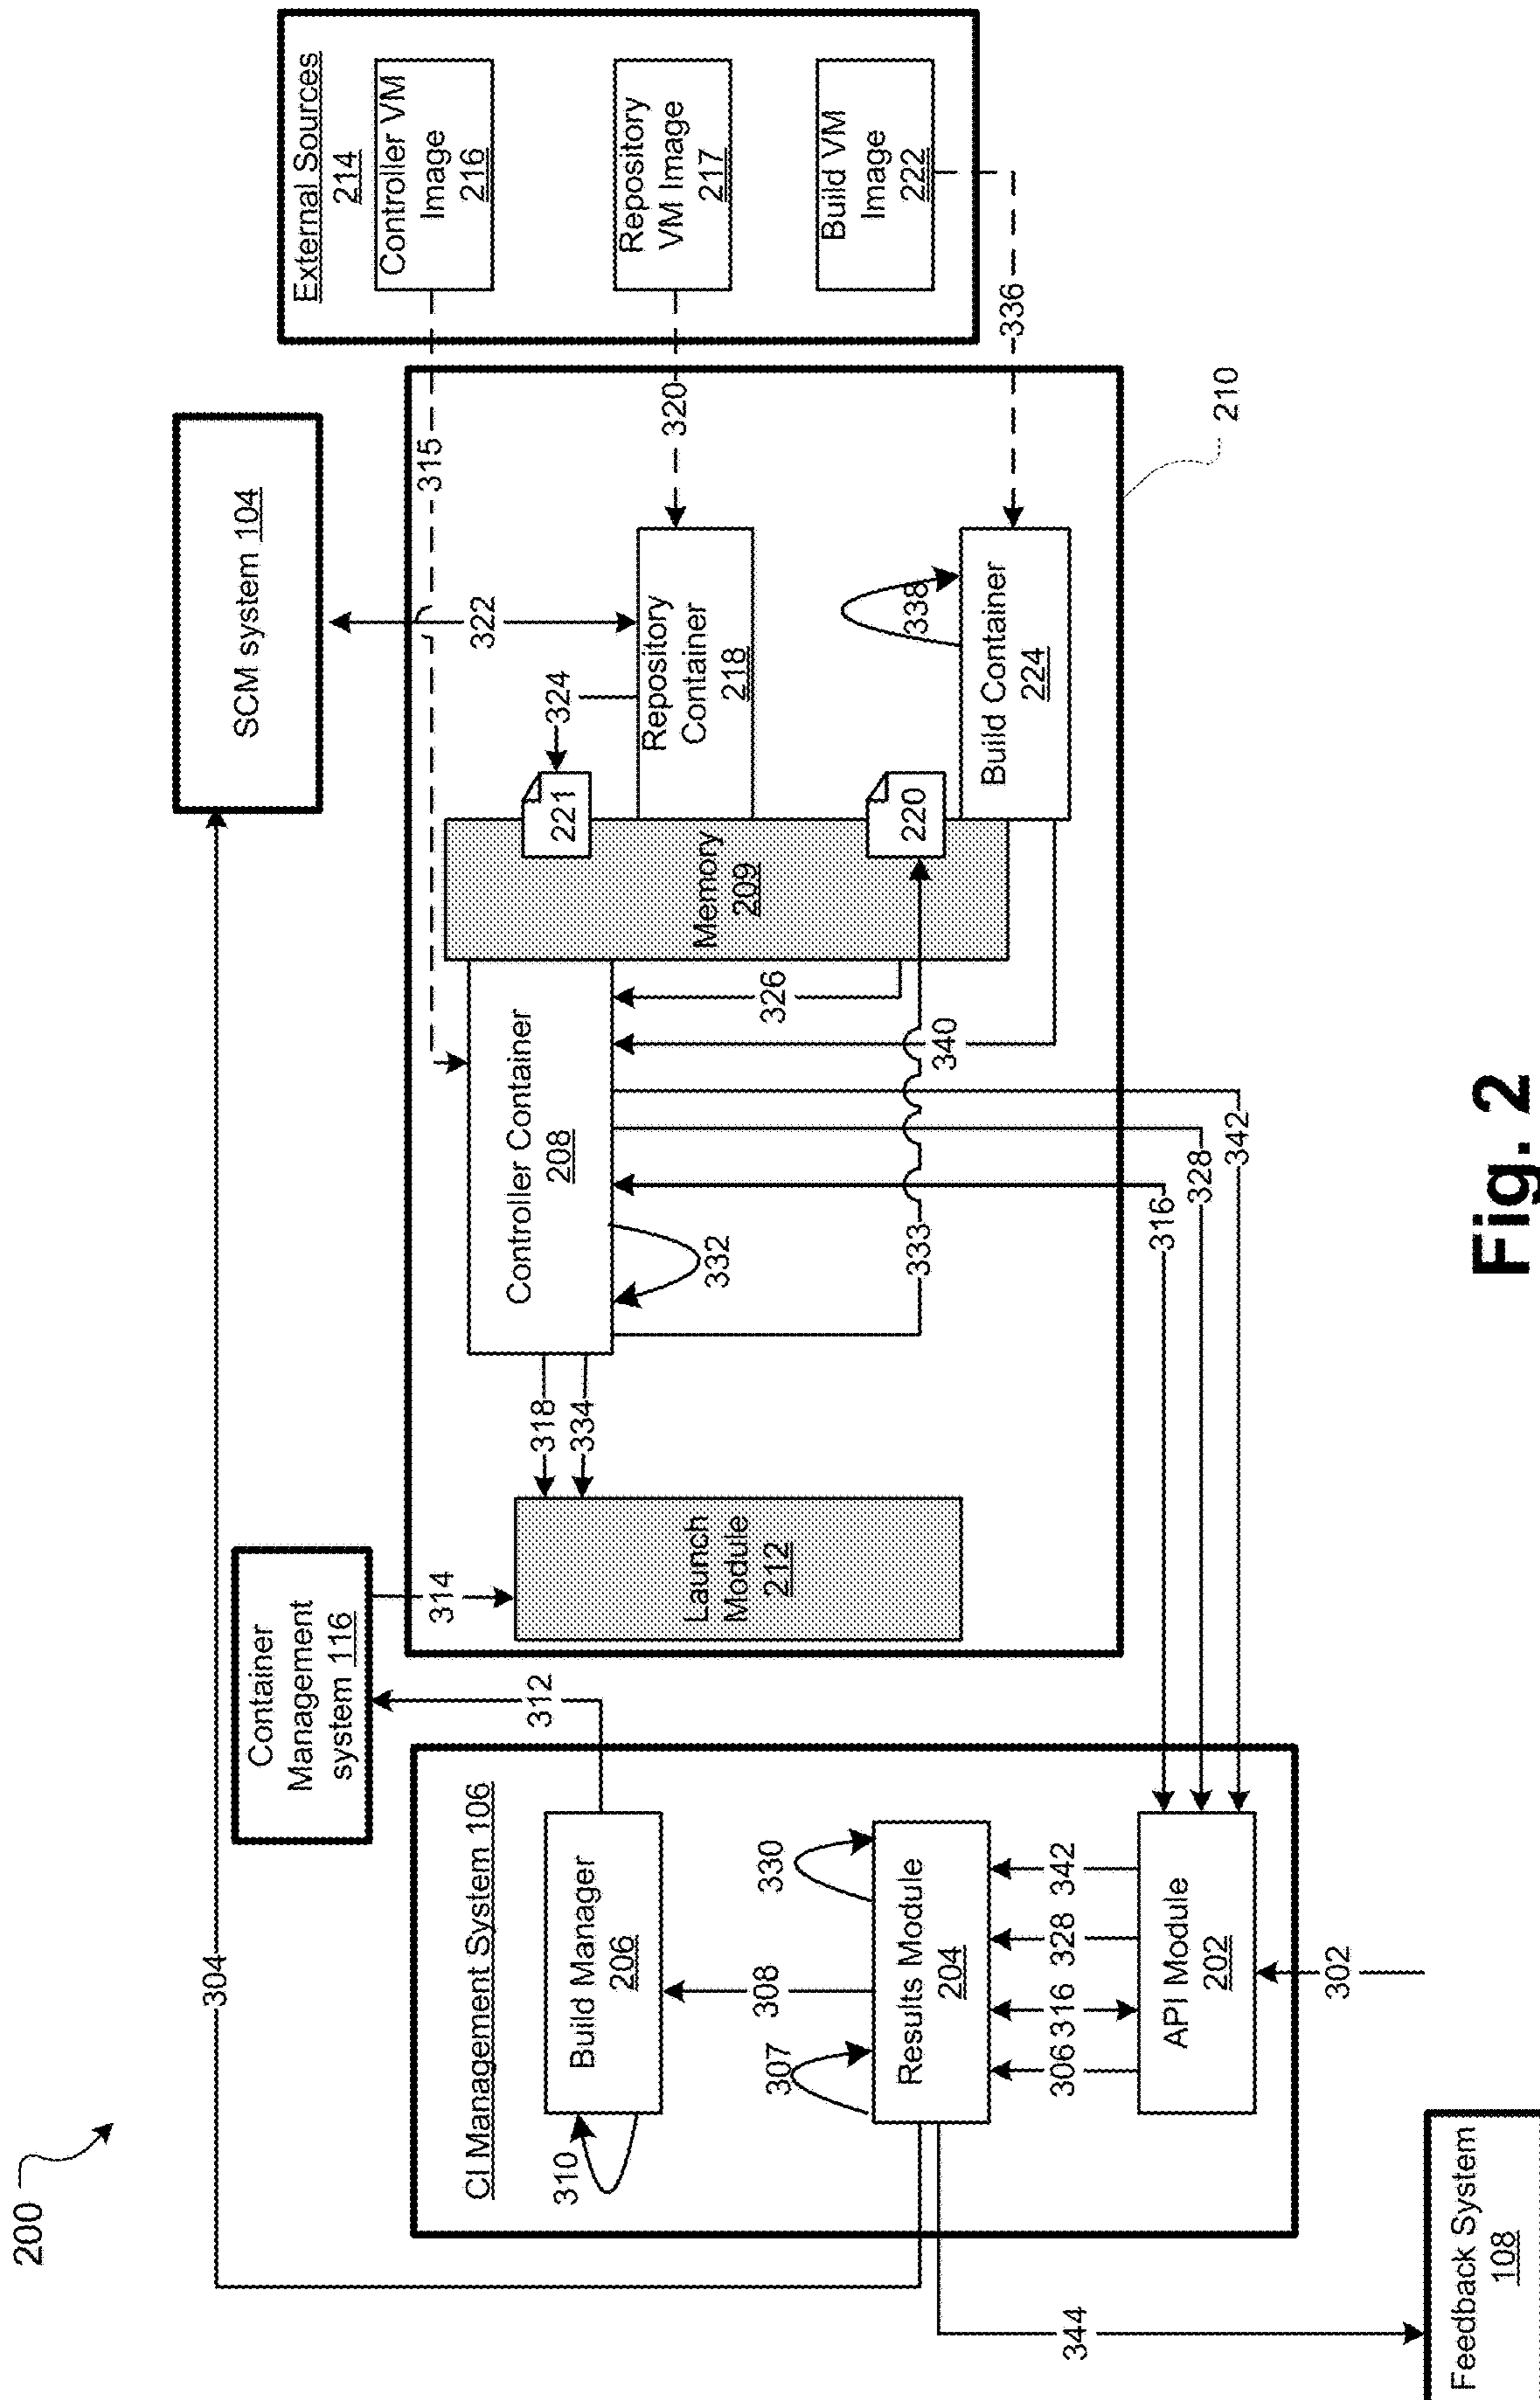 200
304
SCM system 104
External Sources
214
Controller VM
Image
216
Repository
VM Image
217
Build VM
Image
222
Container
Management
system 116
312
314
315
322
320
336
CI Management System 106
Build Manager
206
310
308
307
330
Results Module
204
306
316
328
342
API Module
202
302
344
Feedback System
108
Launch
Module
212
318
334
Controller Container
208
332
333
326
340
316
328
342
Memory
209
221
324
220
Repository
Container
218
338
Build Container
224
210
Fig. 2